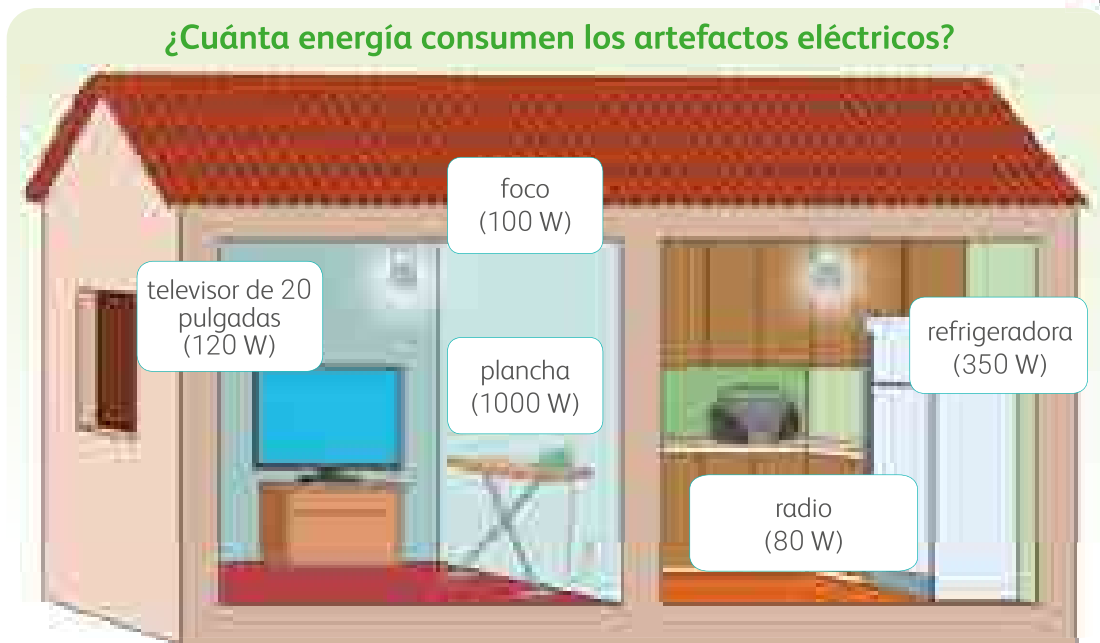 ¿Cuánta energía consumen los artefactos eléctricos?
foco
(100 W)
televisor de 20
pulgadas
(120 W)
plancha
(1000 W)
refrigeradora
(350 W)
radio
(80 W)